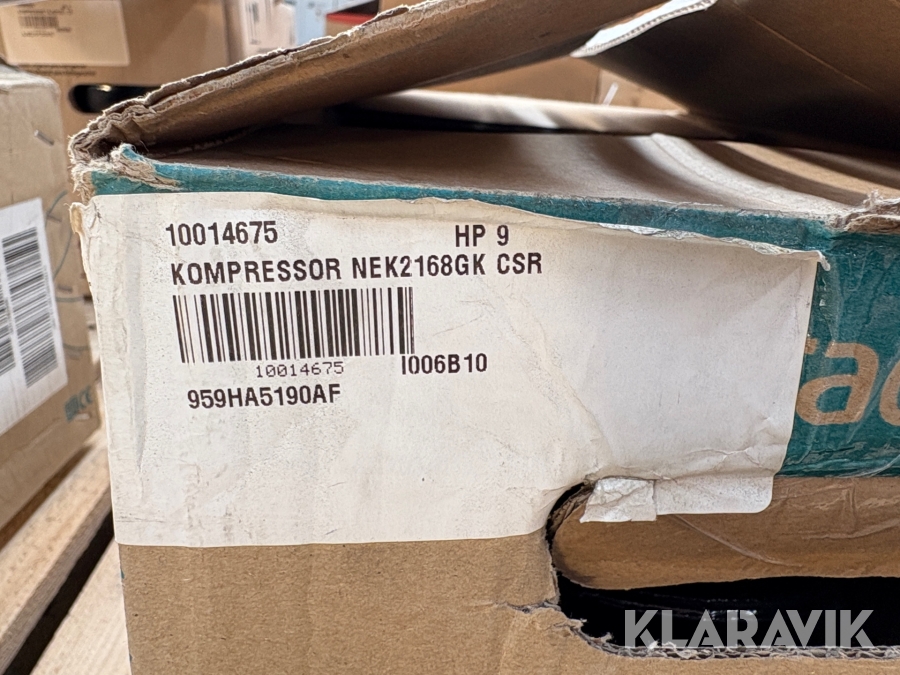 10014675 HP 9
KOMPRESSOR NEK2168GK CSR
10014675 I006B10
959HA5190AF
KLARAVIK